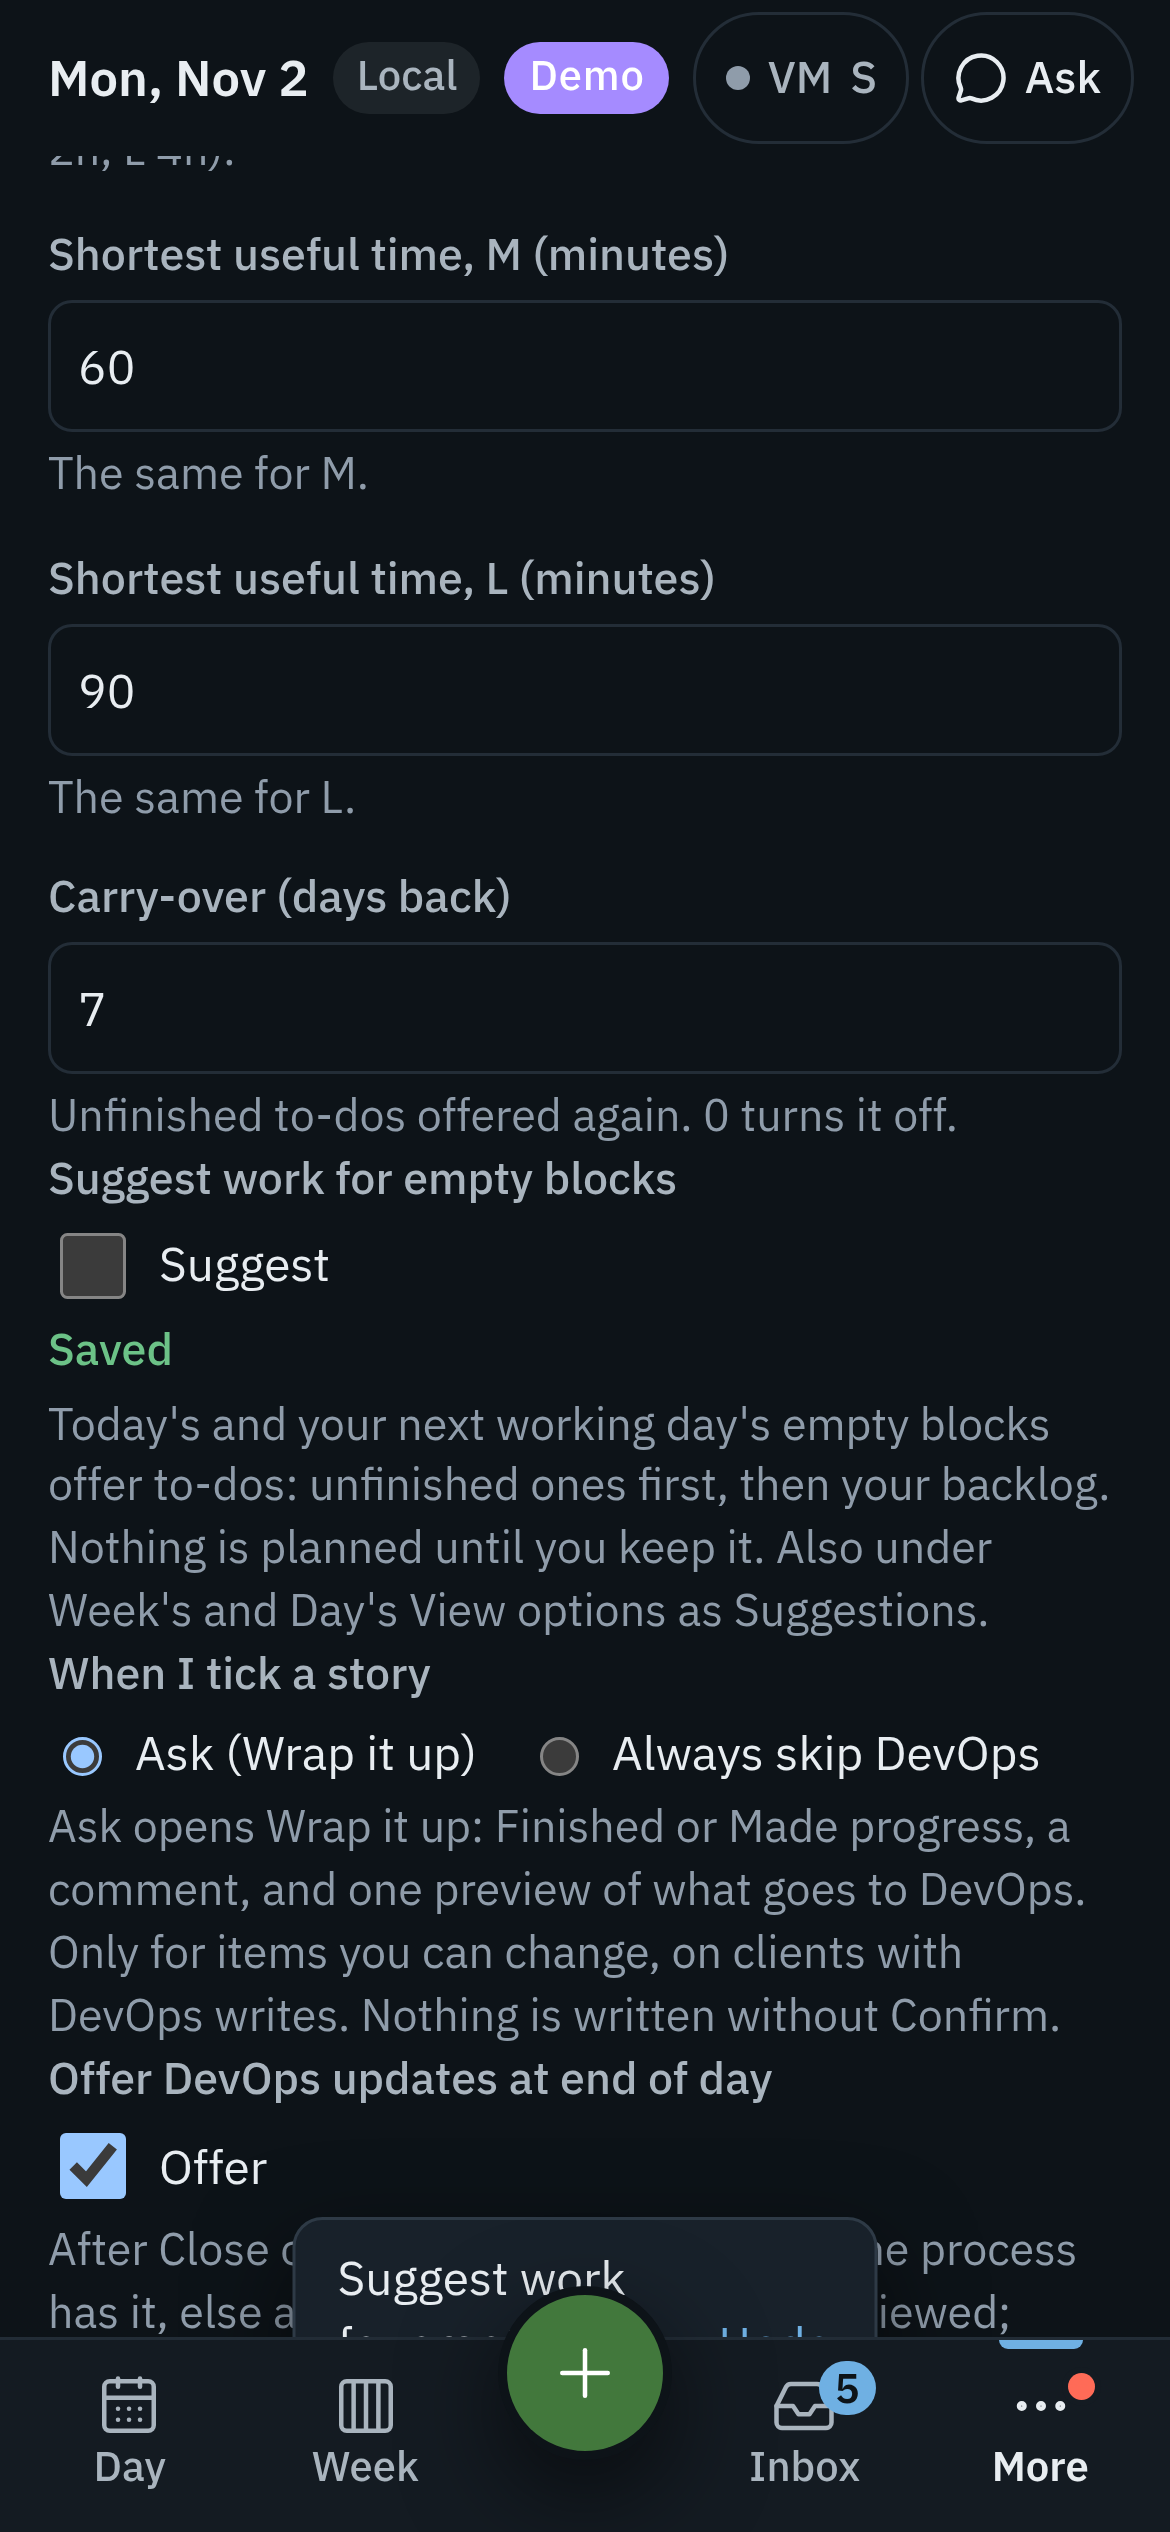 Mon, Nov 2
Local
Demo
VM S
Ask
Shortest useful time, M (minutes)
60
The same for M.
Shortest useful time, L (minutes)
90
The same for L.
Carry-over (days back)
7
Unfinished to-dos offered again. 0 turns it off.
Suggest work for empty blocks
Suggest
Saved
Today's and your next working day's empty blocks
offer to-dos: unfinished ones first, then your backlog.
Nothing is planned until you keep it. Also under
Week's and Day's View options as Suggestions.
When I tick a story
Ask (Wrap it up)
Always skip DevOps
Ask opens Wrap it up: Finished or Made progress, a
comment, and one preview of what goes to DevOps.
Only for items you can change, on clients with
DevOps writes. Nothing is written without Confirm.
Offer DevOps updates at end of day
Offer
After Close process
has it, else
Suggest work
Day
Week
Inbox
5
More